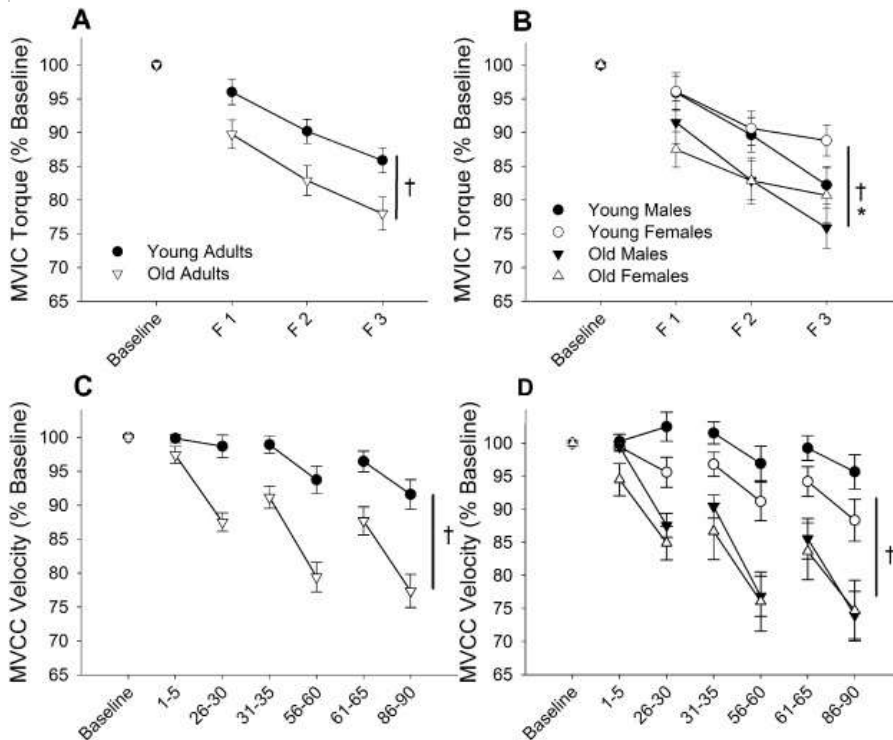 A
MVIC Torque (% Baseline)
100
95
90
85
80
75
70
65
†
Young Adults
Old Adults
Baseline
F 1
F 2
F 3
B
MVIC Torque (% Baseline)
100
95
90
85
80
75
70
65
†
*
Young Males
Young Females
Old Males
Old Females
Baseline
F 1
F 2
F 3
C
MVCC Velocity (% Baseline)
100
95
90
85
80
75
70
65
†
Baseline
1-5
26-30
31-35
56-60
61-65
86-90
D
MVCC Velocity (% Baseline)
100
95
90
85
80
75
70
65
†
Baseline
1-5
26-30
31-35
56-60
61-65
86-90